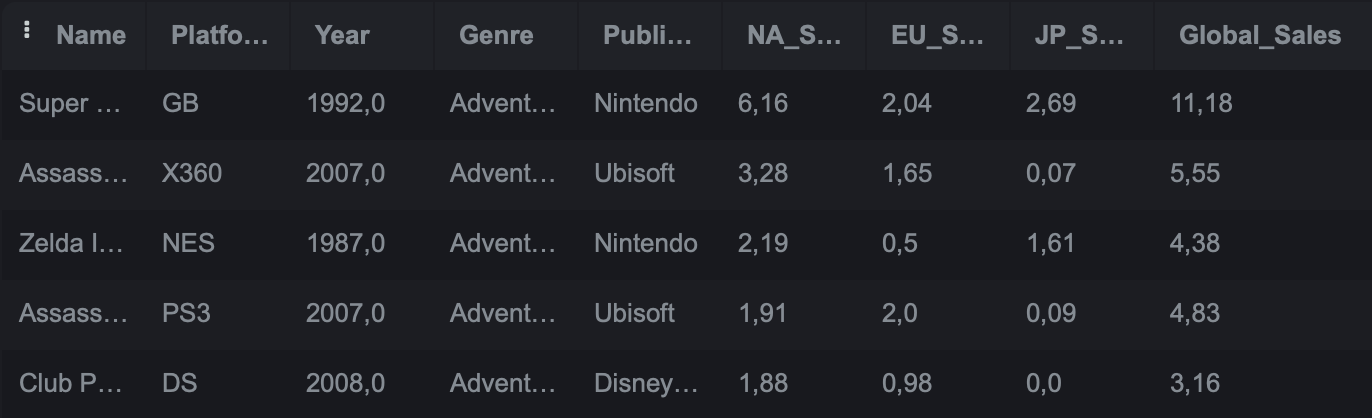 Name Platfo… Year Genre Publi… NA_S… EU_S… JP_S… Global_Sales
Super … GB 1992,0 Advent… Nintendo 6,16 2,04 2,69 11,18
Assass… X360 2007,0 Advent… Ubisoft 3,28 1,65 0,07 5,55
Zelda I… NES 1987,0 Advent… Nintendo 2,19 0,5 1,61 4,38
Assass… PS3 2007,0 Advent… Ubisoft 1,91 2,0 0,09 4,83
Club P… DS 2008,0 Advent… Disney… 1,88 0,98 0,0 3,16